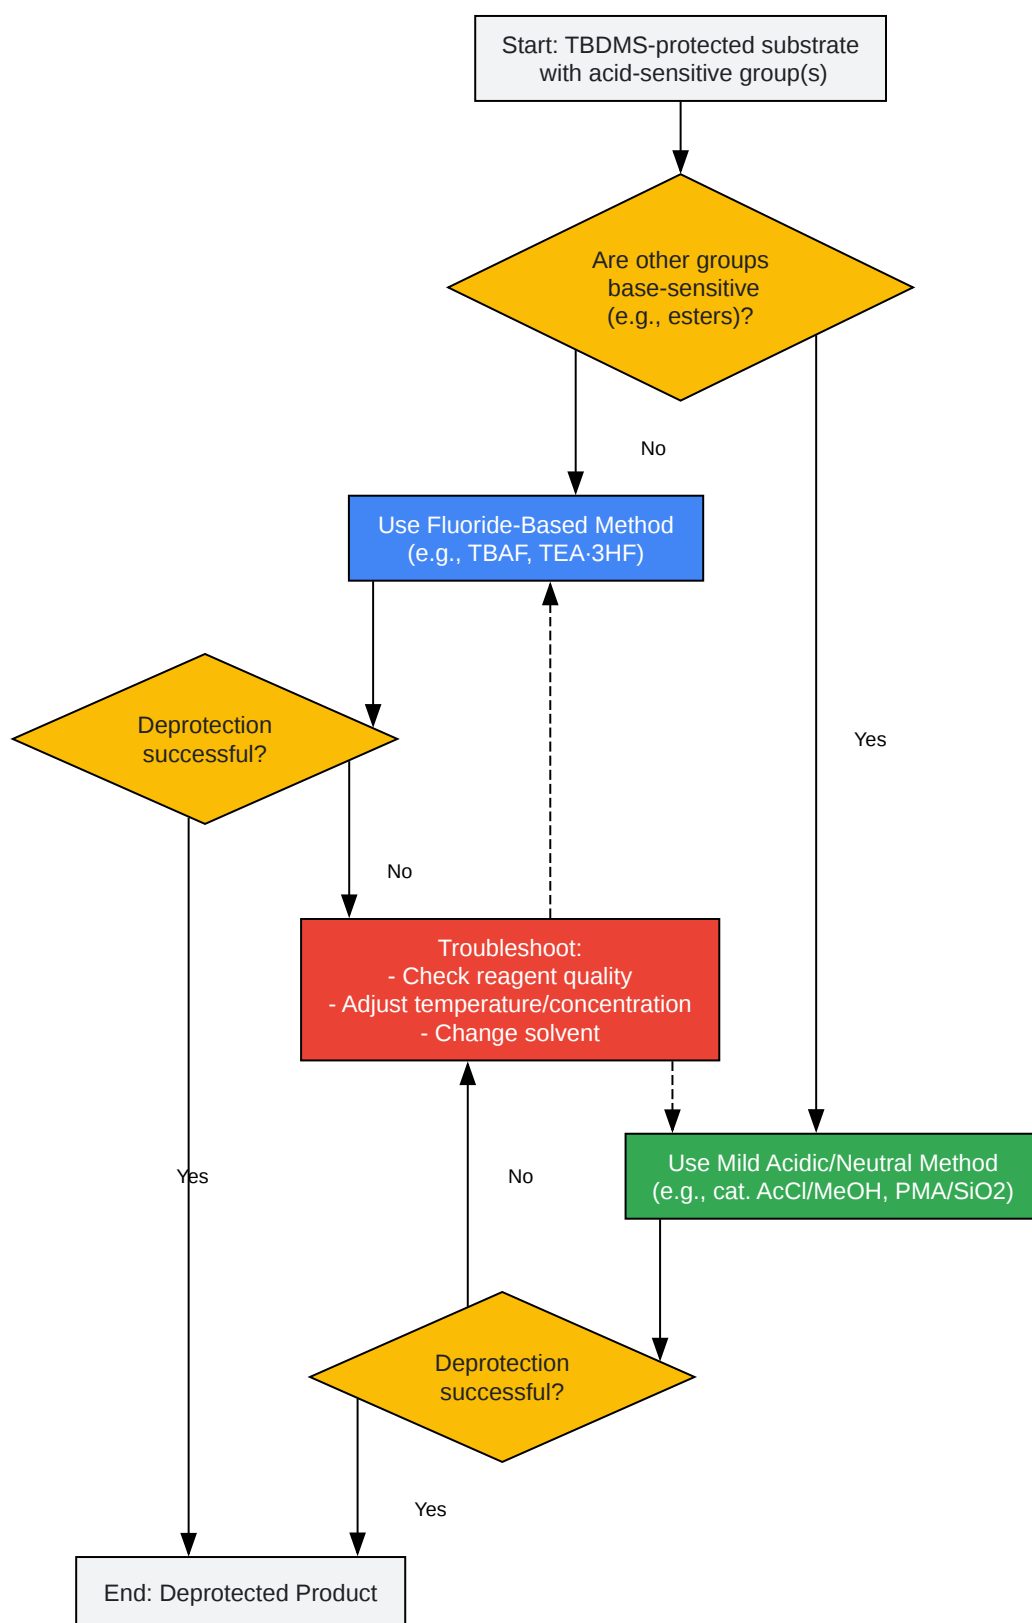 Start: TBDMS-protected substrate
with acid-sensitive group(s)
Are other groups
base-sensitive
(e.g., esters)?
No
Use Fluoride-Based Method
(e.g., TBAF, TEA·3HF)
Deprotection
successful?
Yes
No
Troubleshoot:
- Check reagent quality
- Adjust temperature/concentration
- Change solvent
Yes
No
Use Mild Acidic/Neutral Method
(e.g., cat. AcCl/MeOH, PMA/SiO2)
Deprotection
successful?
Yes
End: Deprotected Product